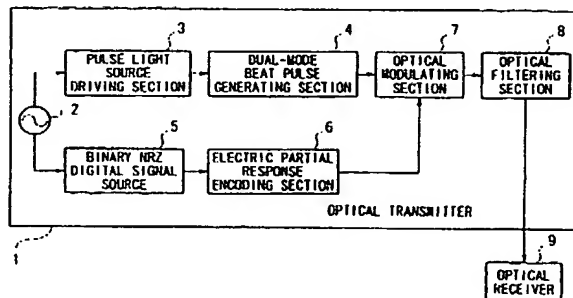 3
PULSE LIGHT
SOURCE
DRIVING SECTION
4
DUAL-MODE
BEAT PULSE
GENERATING SECTION
7
OPTICAL
MODULATING
SECTION
8
OPTICAL
FILTERING
SECTION
2
5
BINARY NRZ
DIGITAL SIGNAL
SOURCE
6
ELECTRIC PARTIAL
RESPONSE
ENCODING SECTION
OPTICAL TRANSMITTER
1
9
OPTICAL
RECEIVER